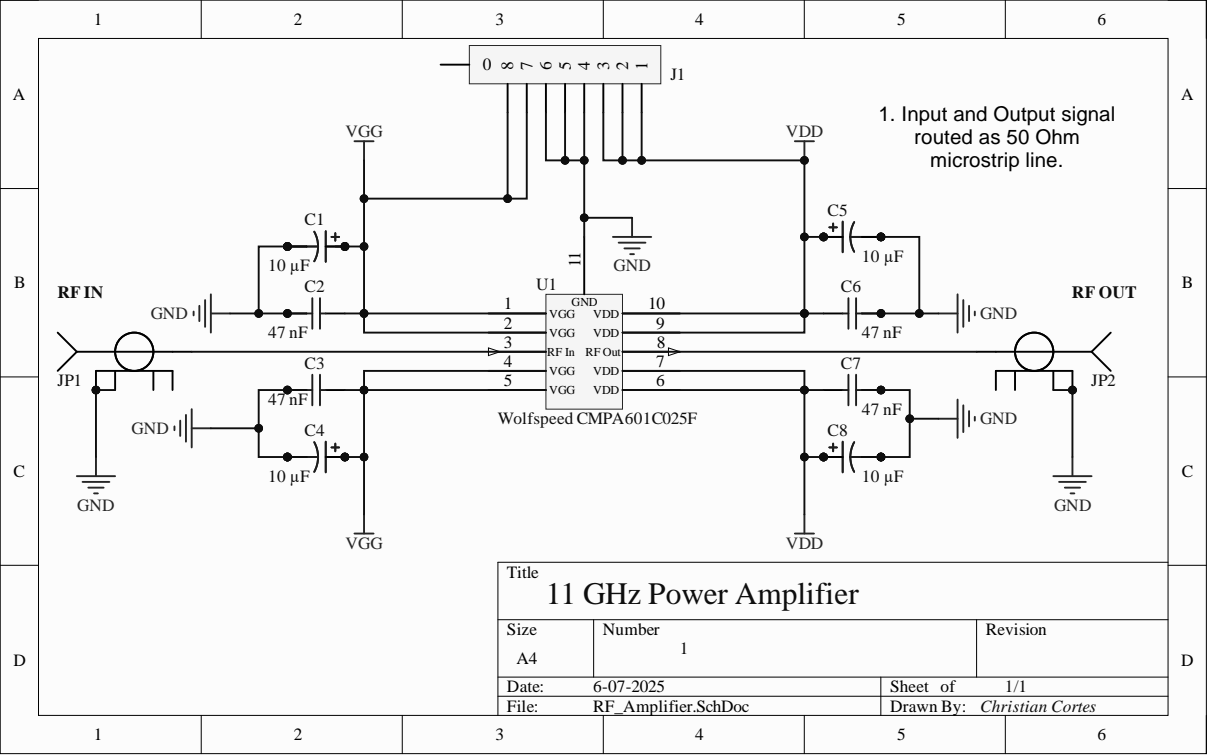 1 2 3 4 5 6
A A
0 8 7 6 5 4 3 2 1
J1
1. Input and Output signal
routed as 50 Ohm
microstrip line.
VGG VDD
C1 + C5 +
10 µF 10 µF
11
GND
B B
RF IN RF OUT
U1
C2 C6
GND GND
47 nF 47 nF
GND
1 VGG VDD 10
2 VGG VDD 9
3 RF In RF Out 8
4 VGG VDD 7
5 VGG VDD 6
Wolfspeed CMPA601C025F
JP1 JP2
C3 C7
47 nF 47 nF
GND GND
C4 + C8 +
10 µF 10 µF
C C
GND GND
VGG VDD
Title
11 GHz Power Amplifier
Size Number Revision
A4 1
D D
Date: 6-07-2025 Sheet of 1/1
File: RF_Amplifier.SchDoc Drawn By: Christian Cortes
1 2 3 4 5 6